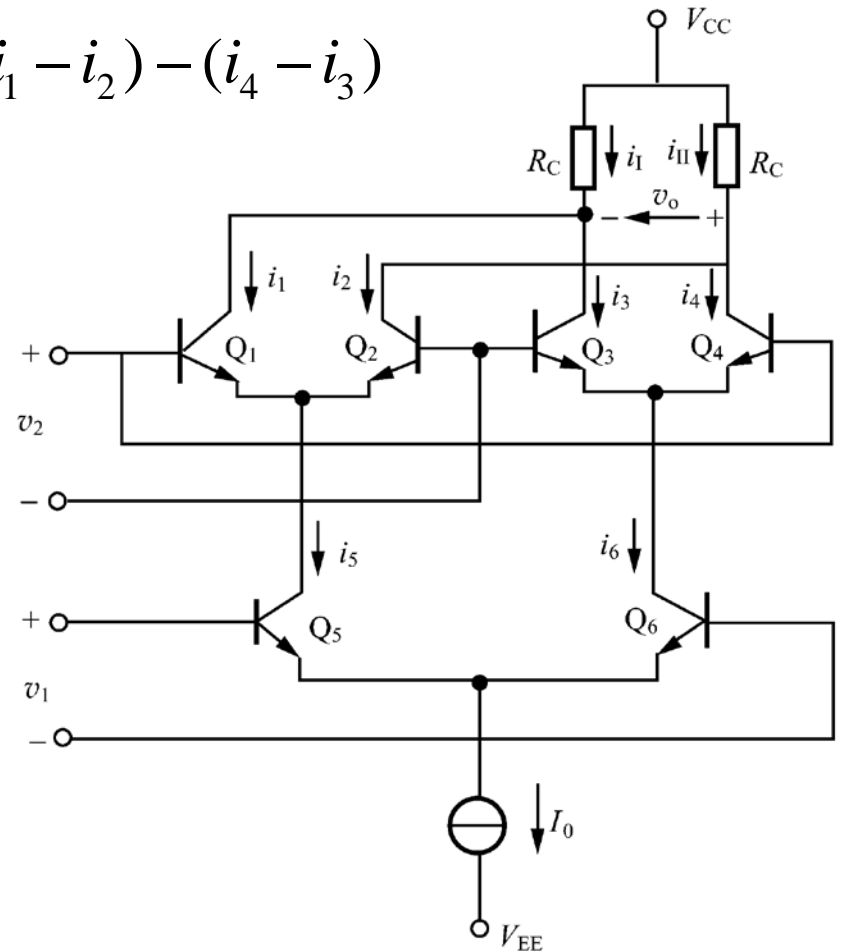 i₁ − i₂) − (i₄ − i₃)
V_CC
R_C i_I i_II R_C
− v_o +
i₁ i₂ i₃ i₄
+ Q₁ Q₂ Q₃ Q₄
v₂
−
i₅ i₆
+ Q₅ Q₆
v₁
−
I₀
V_EE